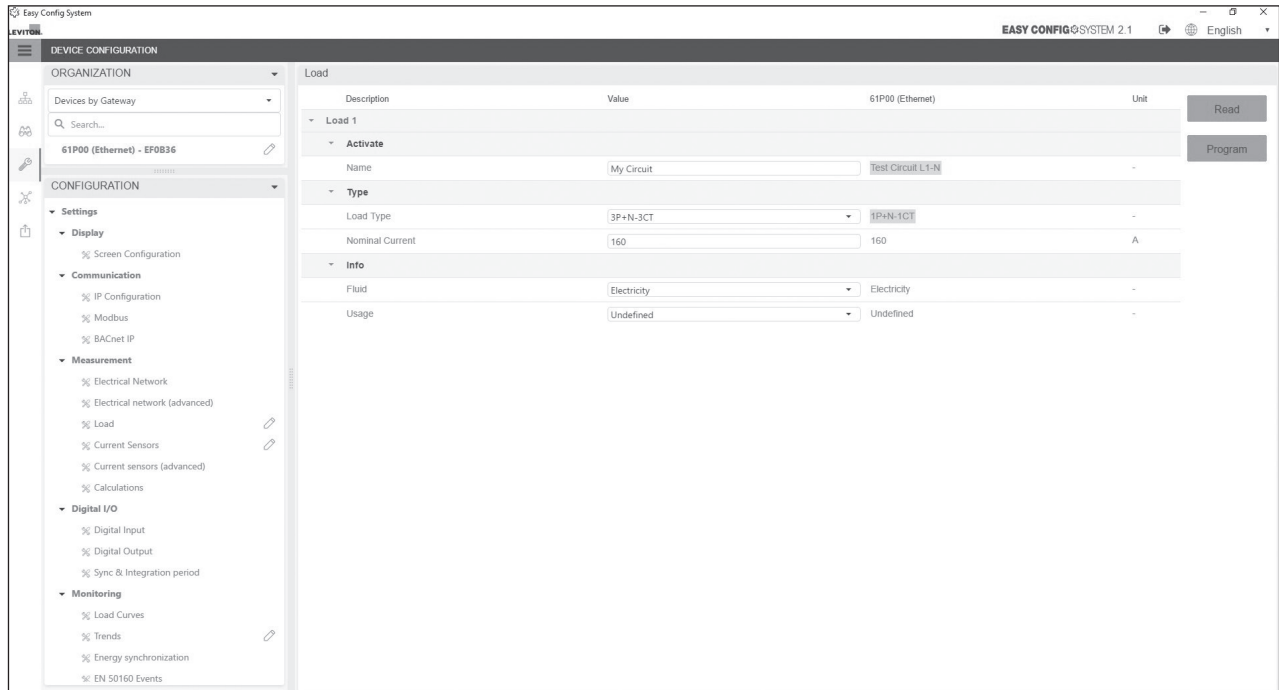 Easy Config System
LEVITON.
EASY CONFIG SYSTEM 2.1
English
DEVICE CONFIGURATION
ORGANIZATION
Devices by Gateway
Search...
61P00 (Ethernet) - EF0B36
CONFIGURATION
Settings
Display
Screen Configuration
Communication
IP Configuration
Modbus
BACnet IP
Measurement
Electrical Network
Electrical network (advanced)
Load
Current Sensors
Current sensors (advanced)
Calculations
Digital I/O
Digital Input
Digital Output
Sync & Integration period
Monitoring
Load Curves
Trends
Energy synchronization
EN 50160 Events
Load
Description Value 61P00 (Ethernet) Unit
Load 1
Activate
Name My Circuit Test Circuit L1-N -
Type
Load Type 3P+N-3CT 1P+N-1CT -
Nominal Current 160 160 A
Info
Fluid Electricity Electricity -
Usage Undefined Undefined -
Read
Program